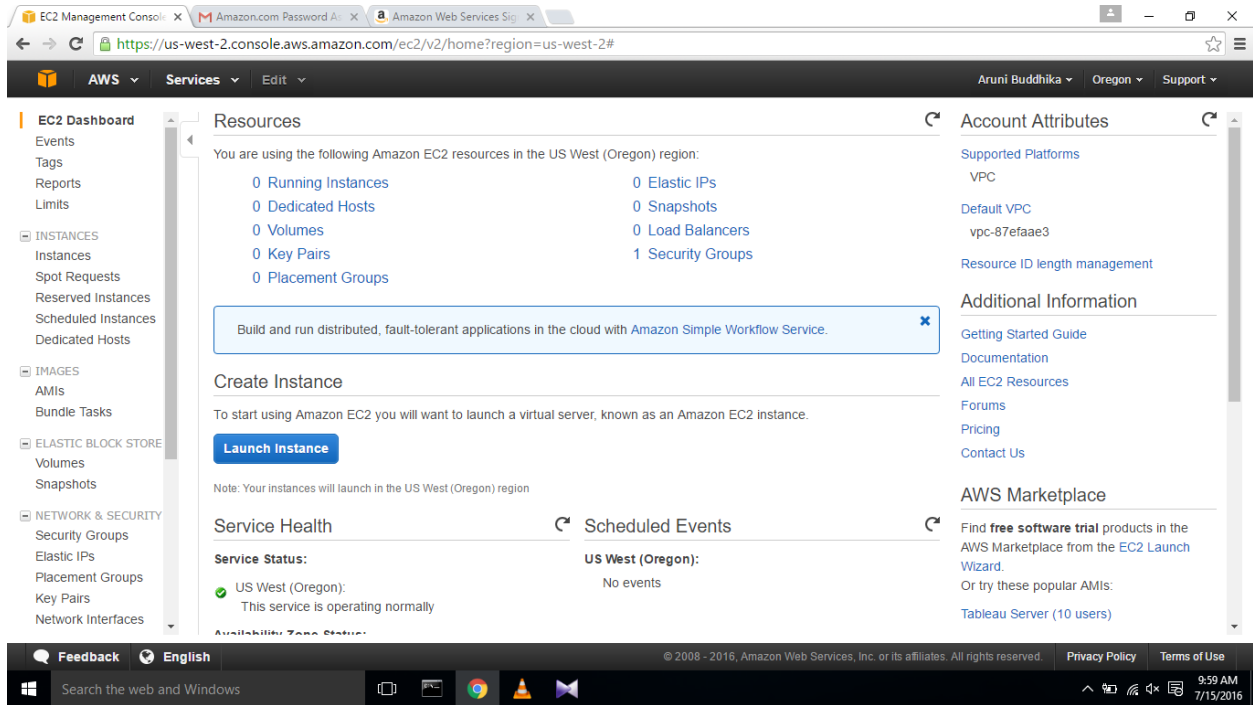 EC2 Management Console
Amazon.com Password As
Amazon Web Services Sig
https://us-west-2.console.aws.amazon.com/ec2/v2/home?region=us-west-2#
AWS Services Edit Aruni Buddhika Oregon Support
EC2 Dashboard
Events
Tags
Reports
Limits
INSTANCES
Instances
Spot Requests
Reserved Instances
Scheduled Instances
Dedicated Hosts
IMAGES
AMIs
Bundle Tasks
ELASTIC BLOCK STORE
Volumes
Snapshots
NETWORK & SECURITY
Security Groups
Elastic IPs
Placement Groups
Key Pairs
Network Interfaces
Resources
You are using the following Amazon EC2 resources in the US West (Oregon) region:
0 Running Instances
0 Dedicated Hosts
0 Volumes
0 Key Pairs
0 Placement Groups
0 Elastic IPs
0 Snapshots
0 Load Balancers
1 Security Groups
Build and run distributed, fault-tolerant applications in the cloud with Amazon Simple Workflow Service.
Create Instance
To start using Amazon EC2 you will want to launch a virtual server, known as an Amazon EC2 instance.
Launch Instance
Note: Your instances will launch in the US West (Oregon) region
Service Health
Service Status:
US West (Oregon):
This service is operating normally
Availability Zone Status:
Scheduled Events
US West (Oregon):
No events
Account Attributes
Supported Platforms
VPC
Default VPC
vpc-87efaae3
Resource ID length management
Additional Information
Getting Started Guide
Documentation
All EC2 Resources
Forums
Pricing
Contact Us
AWS Marketplace
Find free software trial products in the
AWS Marketplace from the EC2 Launch
Wizard.
Or try these popular AMIs:
Tableau Server (10 users)
Feedback English © 2008 - 2016, Amazon Web Services, Inc. or its affiliates. All rights reserved. Privacy Policy Terms of Use
Search the web and Windows
9:59 AM
7/15/2016